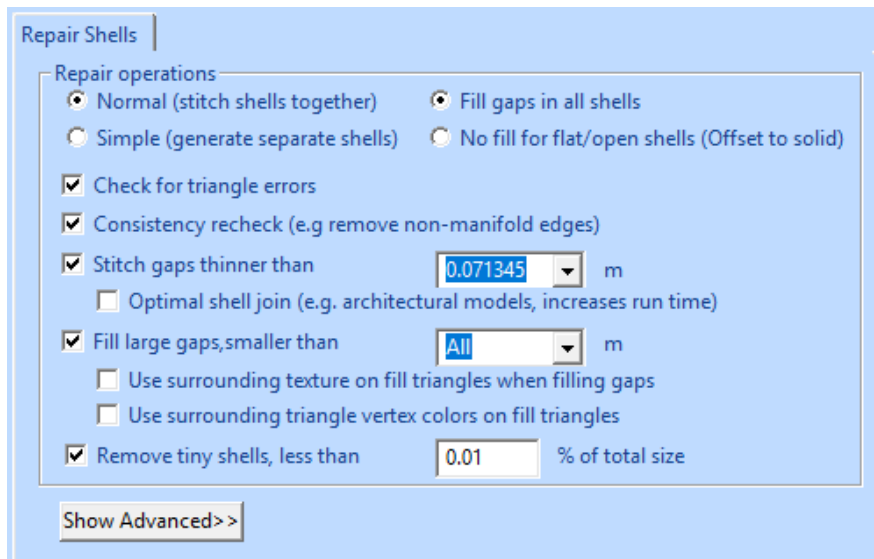 Repair Shells
Repair operations
Normal (stitch shells together) Fill gaps in all shells
Simple (generate separate shells) No fill for flat/open shells (Offset to solid)
Check for triangle errors
Consistency recheck (e.g remove non-manifold edges)
Stitch gaps thinner than 0.071345 m
Optimal shell join (e.g. architectural models, increases run time)
Fill large gaps,smaller than All m
Use surrounding texture on fill triangles when filling gaps
Use surrounding triangle vertex colors on fill triangles
Remove tiny shells, less than 0.01 % of total size
Show Advanced>>